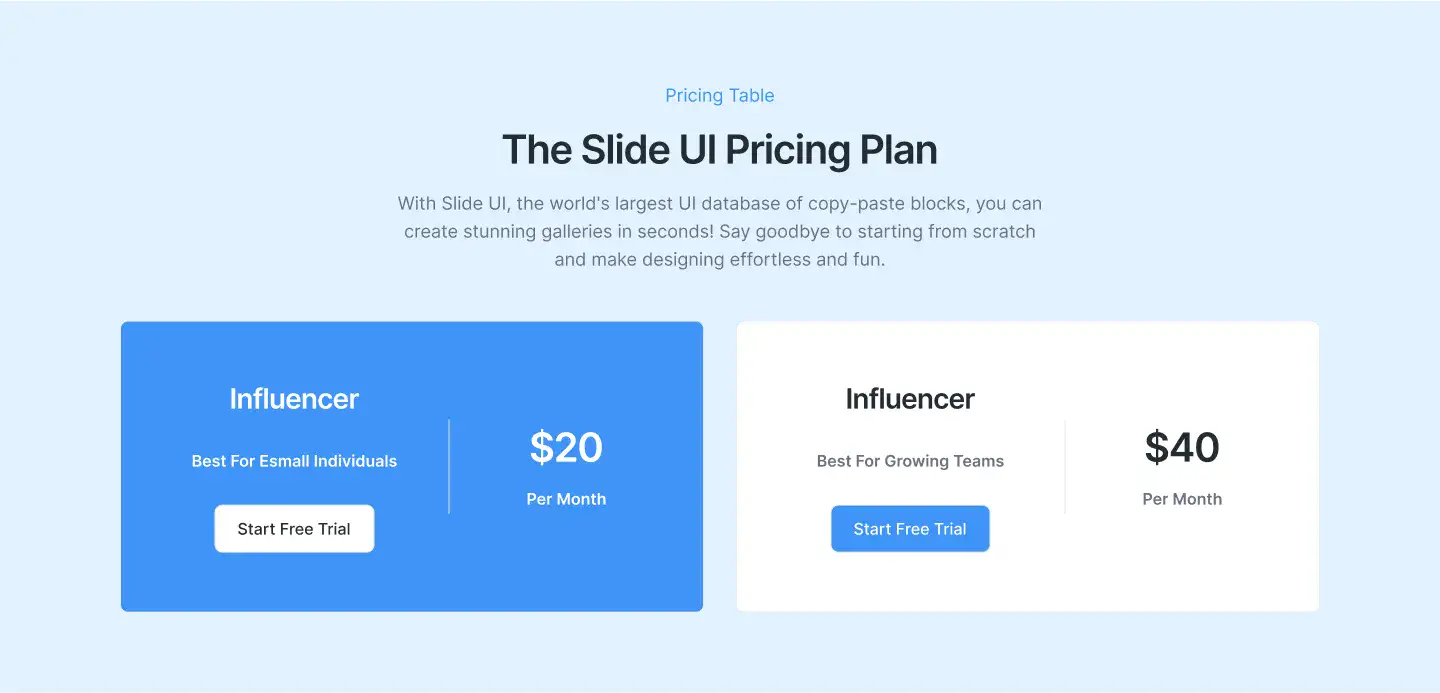 Pricing Table
The Slide UI Pricing Plan
With Slide UI, the world's largest UI database of copy-paste blocks, you can
create stunning galleries in seconds! Say goodbye to starting from scratch
and make designing effortless and fun.
Influencer
Best For Esmall Individuals
Start Free Trial
$20
Per Month
Influencer
Best For Growing Teams
Start Free Trial
$40
Per Month